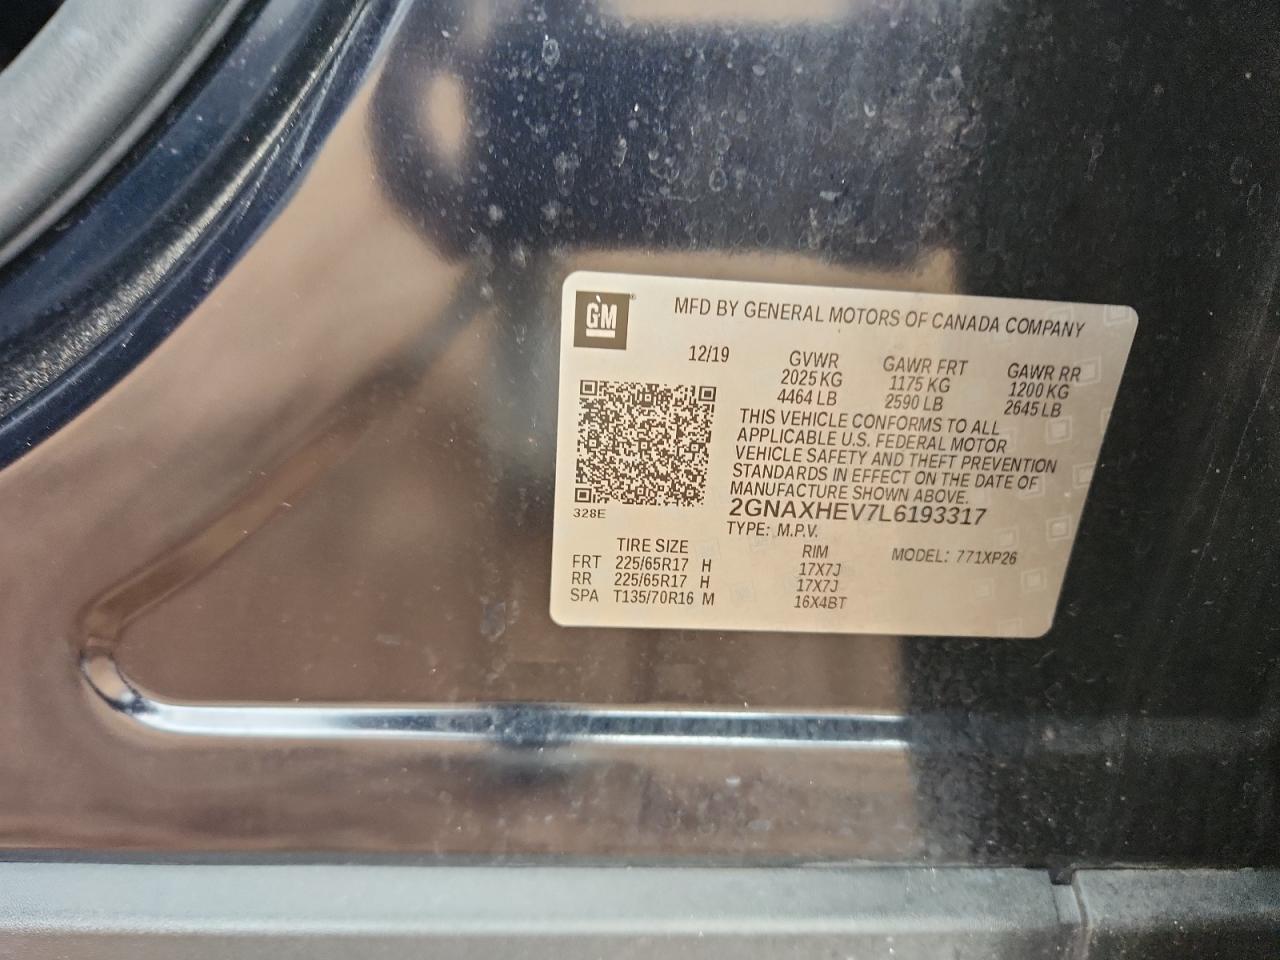 GM
MFD BY GENERAL MOTORS OF CANADA COMPANY
12/19 GVWR GAWR FRT GAWR RR
2025 KG 1175 KG 1200 KG
4464 LB 2590 LB 2645 LB
THIS VEHICLE CONFORMS TO ALL
APPLICABLE U.S. FEDERAL MOTOR
VEHICLE SAFETY AND THEFT PREVENTION
STANDARDS IN EFFECT ON THE DATE OF
MANUFACTURE SHOWN ABOVE.
2GNAXHEV7L6193317
328E
TYPE: M.P.V.
TIRE SIZE RIM MODEL: 771XP26
FRT 225/65R17 H 17X7J
RR 225/65R17 H 17X7J
SPA T135/70R16 M 16X4BT